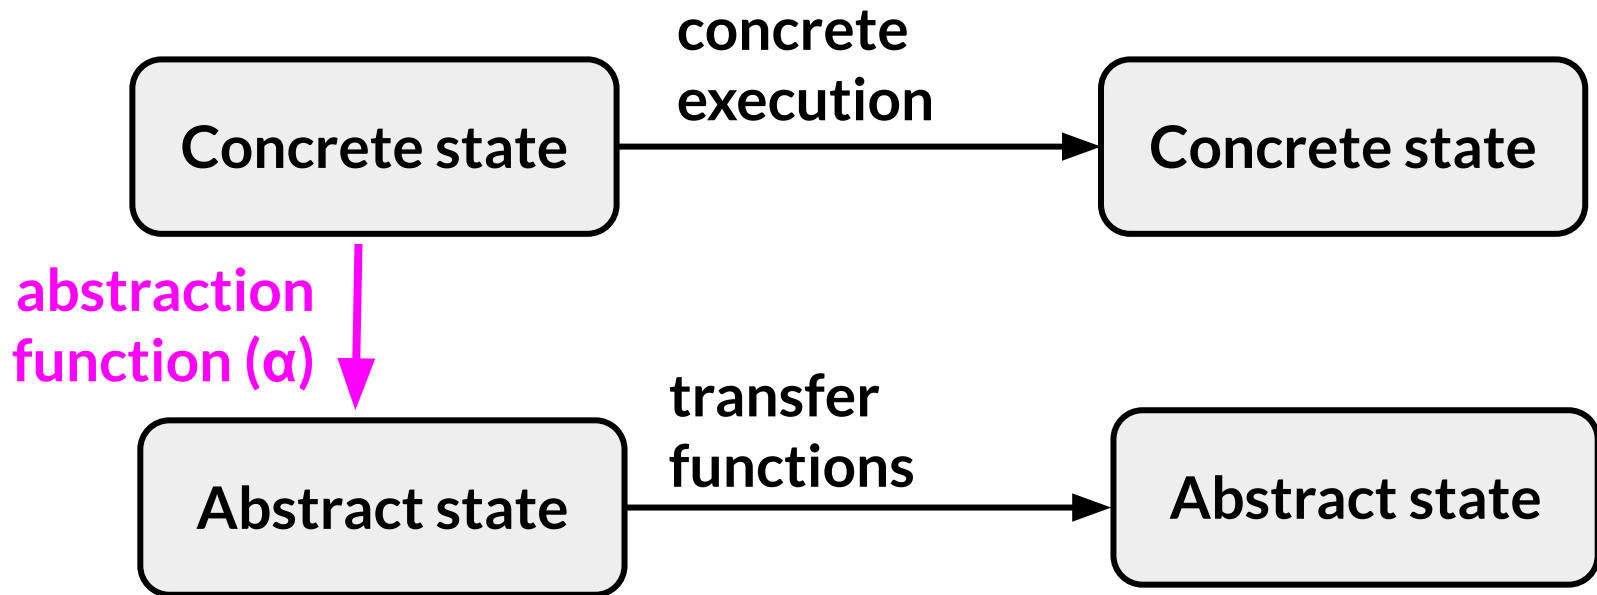 concrete
execution
Concrete state
Concrete state
abstraction
function (α)
transfer
functions
Abstract state
Abstract state